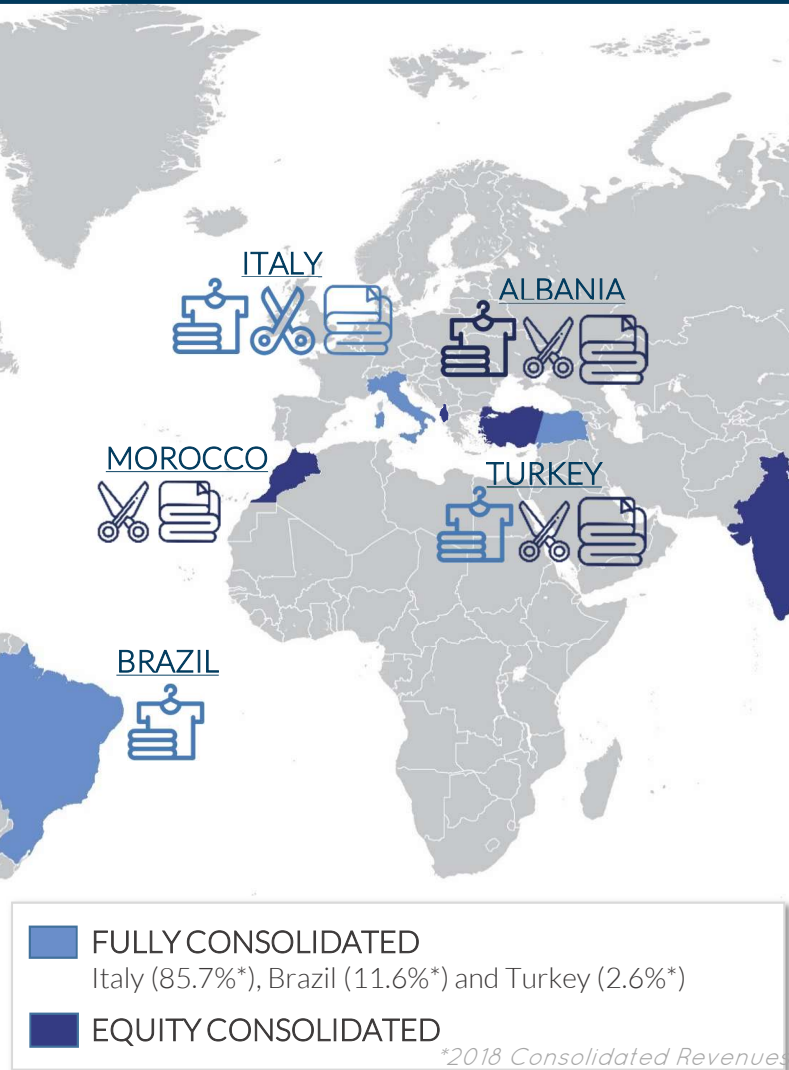 ITALY
ALBANIA
MOROCCO
TURKEY
BRAZIL
FULLY CONSOLIDATED
Italy (85.7%*), Brazil (11.6%*) and Turkey (2.6%*)
EQUITY CONSOLIDATED
*2018 Consolidated Revenues